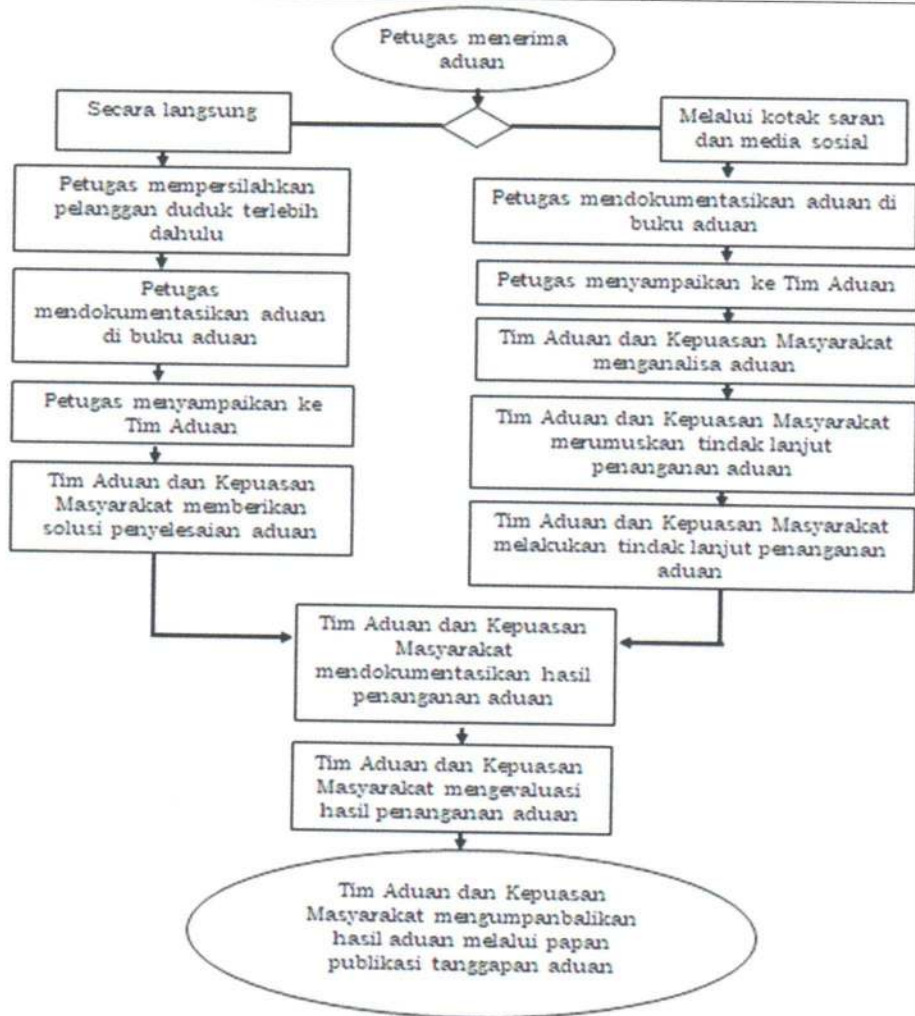 Petugas menerima
aduan
Secara langsung
Petugas mempersilahkan
pelanggan duduk terlebih
dahulu
Petugas
mendokumentasikan aduan
di buku aduan
Petugas menyampaikan ke
Tim Aduan
Tim Aduan dan Kepuasan
Masyarakat memberikan
solusi penyelesaian aduan
Melalui kotak saran
dan media sosial
Petugas mendokumentasikan aduan di
buku aduan
Petugas menyampaikan ke Tim Aduan
Tim Aduan dan Kepuasan Masyarakat
menganalisa aduan
Tim Aduan dan Kepuasan Masyarakat
merumuskan tindak lanjut
penanganan aduan
Tim Aduan dan Kepuasan Masyarakat
melakukan tindak lanjut penanganan
aduan
Tim Aduan dan Kepuasan
Masyarakat
mendokumentasikan hasil
penanganan aduan
Tim Aduan dan Kepuasan
Masyarakat mengevaluasi
hasil penanganan aduan
Tim Aduan dan Kepuasan
Masyarakat mengumpanbalikan
hasil aduan melalui papan
publikasi tanggapan aduan